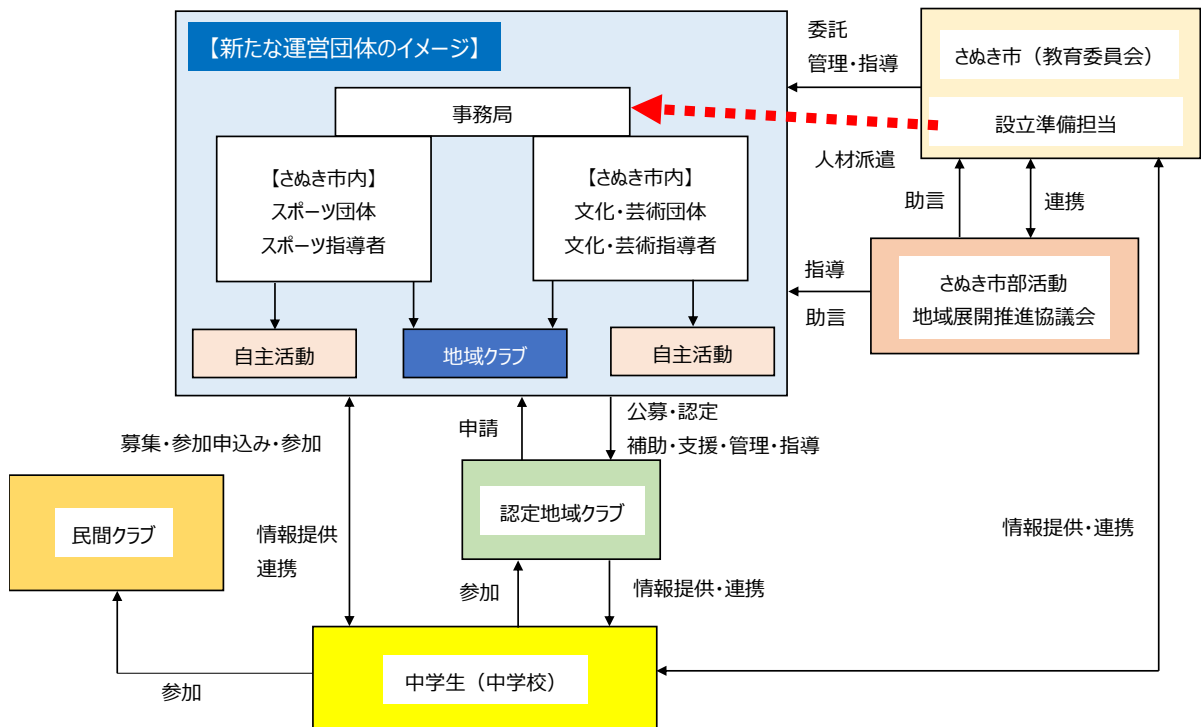 【新たな運営団体のイメージ】
事務局
【さぬき市内】
スポーツ団体
スポーツ指導者
【さぬき市内】
文化・芸術団体
文化・芸術指導者
自主活動
地域クラブ
自主活動
委託
管理・指導
さぬき市（教育委員会）
設立準備担当
人材派遣
助言
連携
指導
助言
さぬき市部活動
地域展開推進協議会
募集・参加申込み・参加
申請
公募・認定
補助・支援・管理・指導
民間クラブ
情報提供
連携
認定地域クラブ
情報提供・連携
参加
情報提供・連携
参加
中学生（中学校）